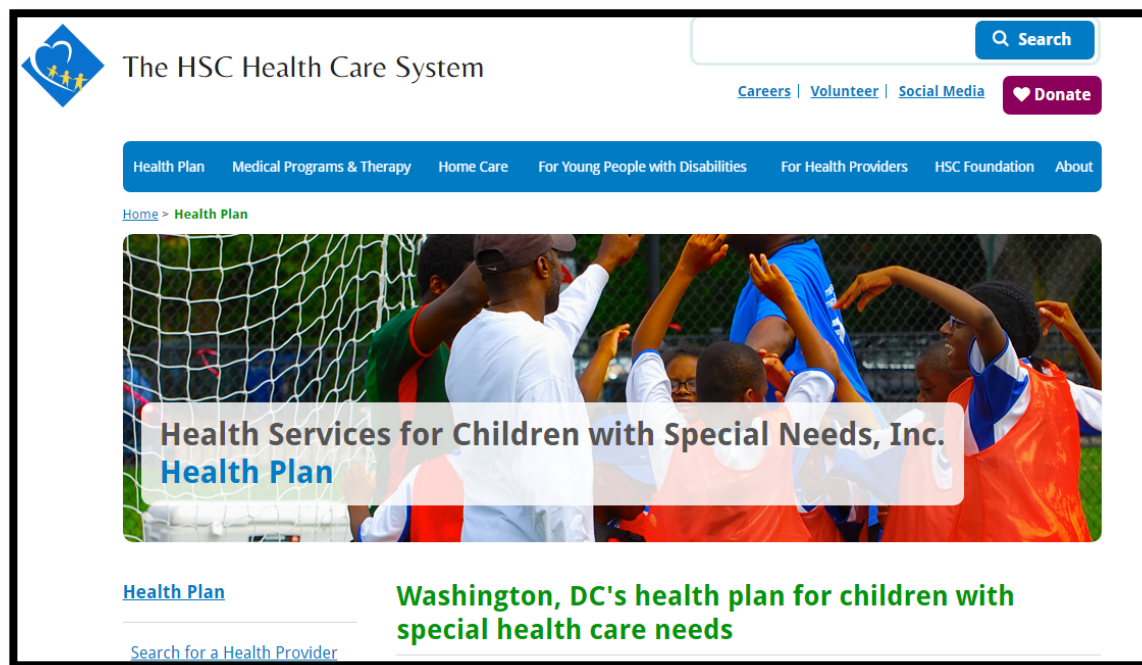 The HSC Health Care System
Search
Careers | Volunteer | Social Media
Donate
Health Plan Medical Programs & Therapy Home Care For Young People with Disabilities For Health Providers HSC Foundation About
Home > Health Plan
Health Services for Children with Special Needs, Inc.
Health Plan
Health Plan
Search for a Health Provider
Washington, DC's health plan for children with
special health care needs